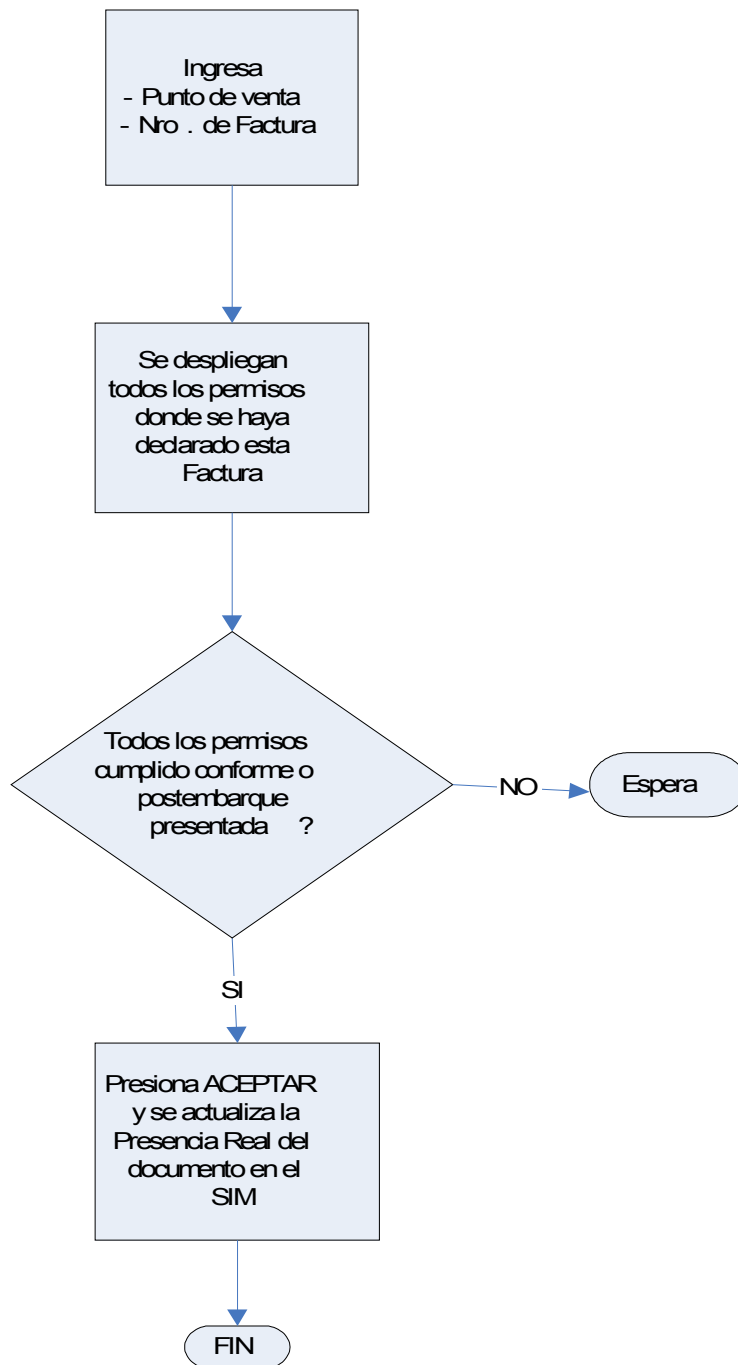 Ingresa
- Punto de venta
- Nro . de Factura
Se despliegan
todos los permisos
donde se haya
declarado esta
Factura
Todos los permisos
cumplido conforme o
postembarque
presentada ?
NO
Espera
SI
Presiona ACEPTAR
y se actualiza la
Presencia Real del
documento en el
SIM
FIN